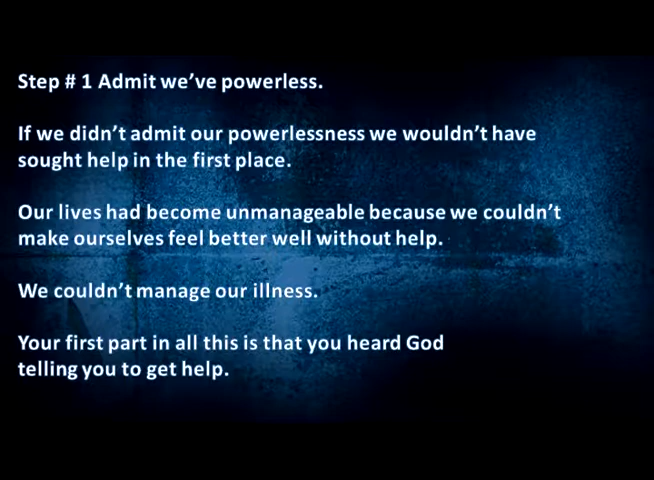 Step # 1 Admit we've powerless.
If we didn't admit our powerlessness we wouldn't have
sought help in the first place.
Our lives had become unmanageable because we couldn't
make ourselves feel better well without help.
We couldn't manage our illness.
Your first part in all this is that you heard God
telling you to get help.